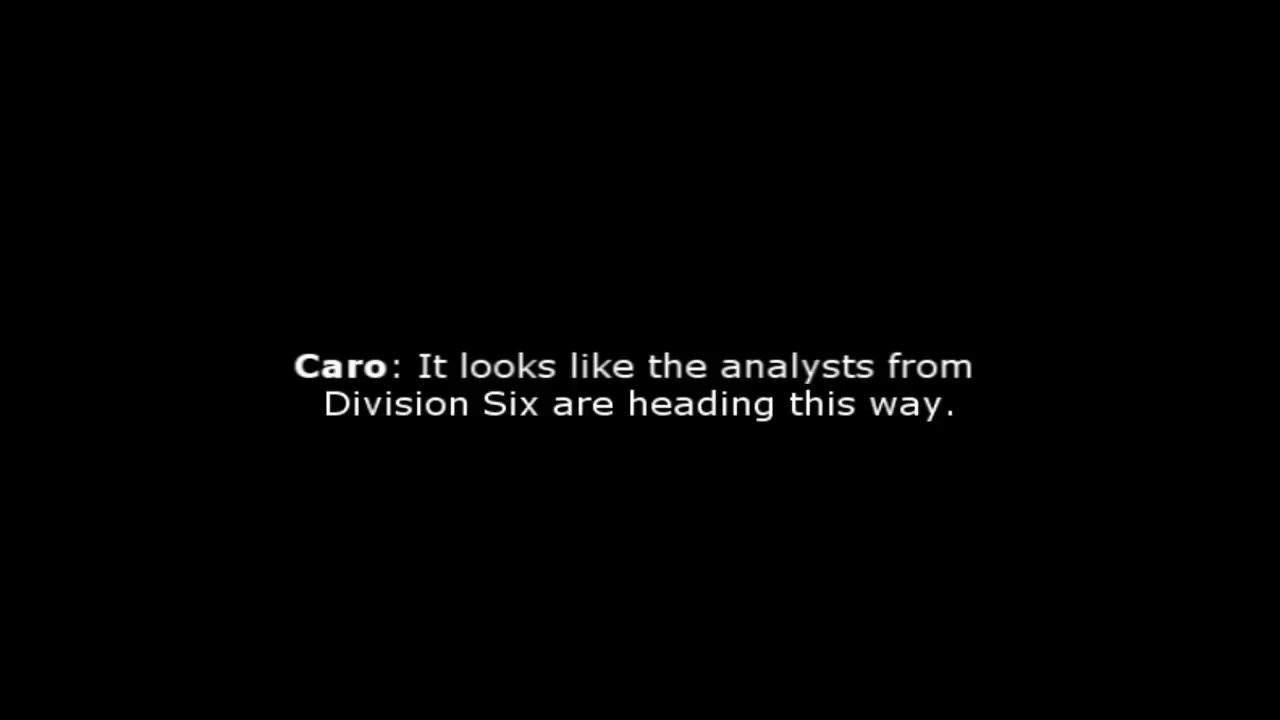 Caro: It looks like the analysts from
Division Six are heading this way.